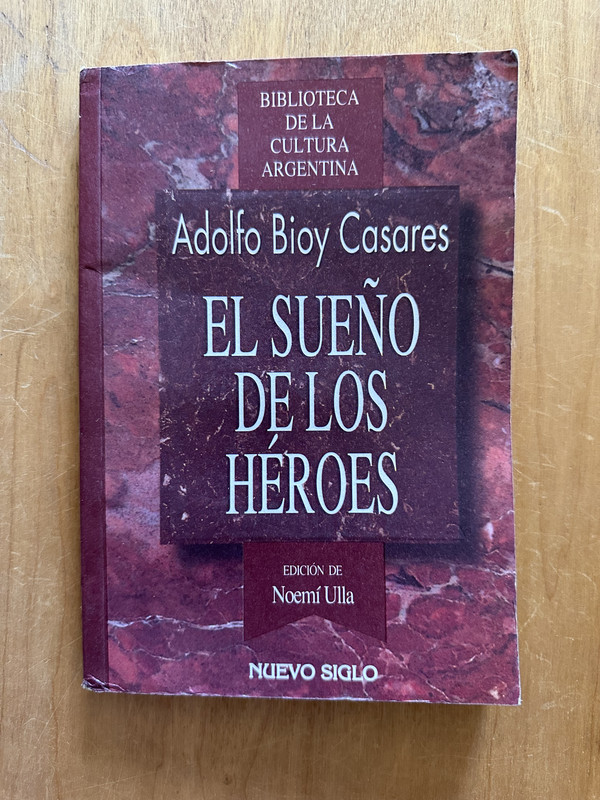 BIBLIOTECA
DE LA
CULTURA
ARGENTINA
Adolfo Bioy Casares
EL SUEÑO
DE LOS
HÉROES
EDICIÓN DE
Noemí Ulla
NUEVO SIGLO